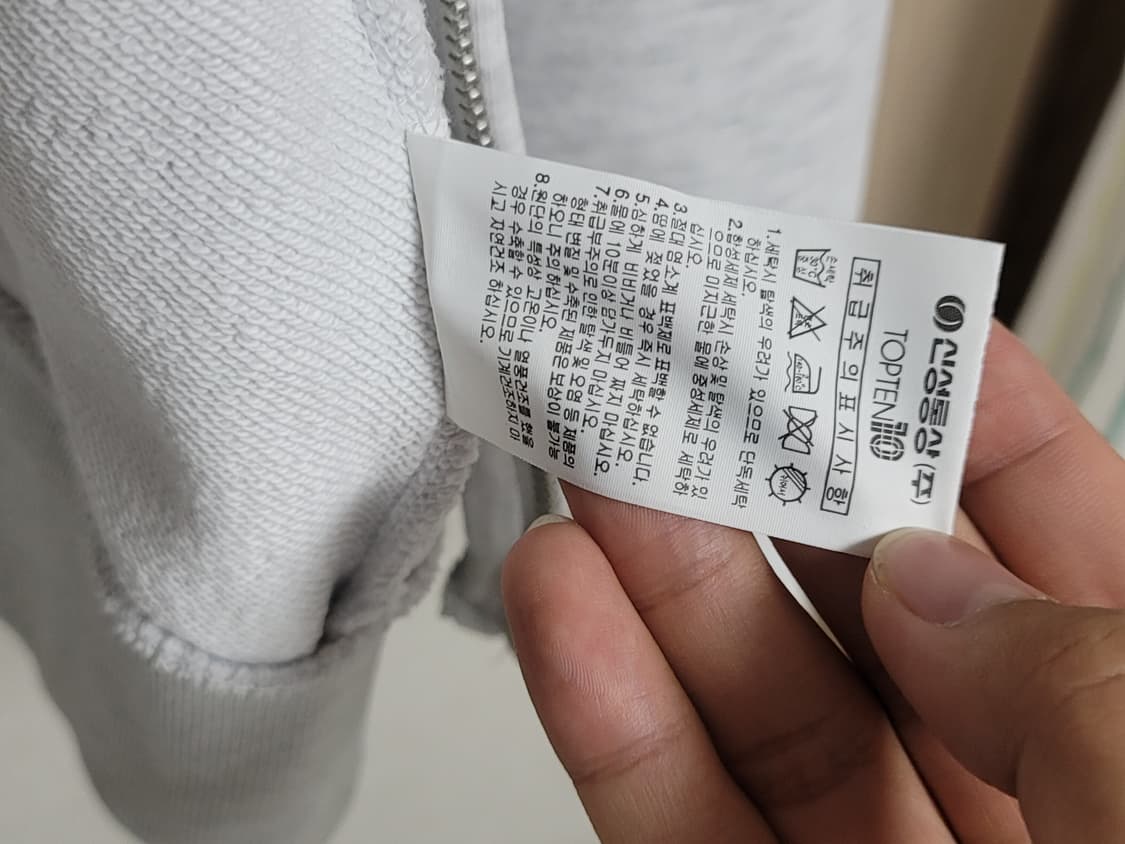 신성통상(주)
TOPTEN10
취급주의표시사항
손세탁
30℃
중성
180~210℃
1.세탁시 탈색의 우려가 있으므로 단독세탁
하십시오.
2.합성세제 세탁시 손상 및 탈색의 우려가 있
으므로 미지근한 물에 중성세제로 세탁하
십시오.
3.절대 염소계 표백제로 표백할 수 없습니다.
4.땀에 젖었을 경우 즉시 세탁하십시오.
5.심하게 비비거나 비틀어 짜지 마십시오.
6.물에 10분이상 담가두지 마십시오.
7.취급부주의로 인한 탈색 및 오염 등 제품의
형태 변질 및 수축된 제품은 보상이 불가능
하오니 주의하십시오.
8.원단의 특성상 고온이나 열풍건조를 했을
경우 수축할 수 있으므로 기계건조하지 마
시고 자연건조 하십시오.